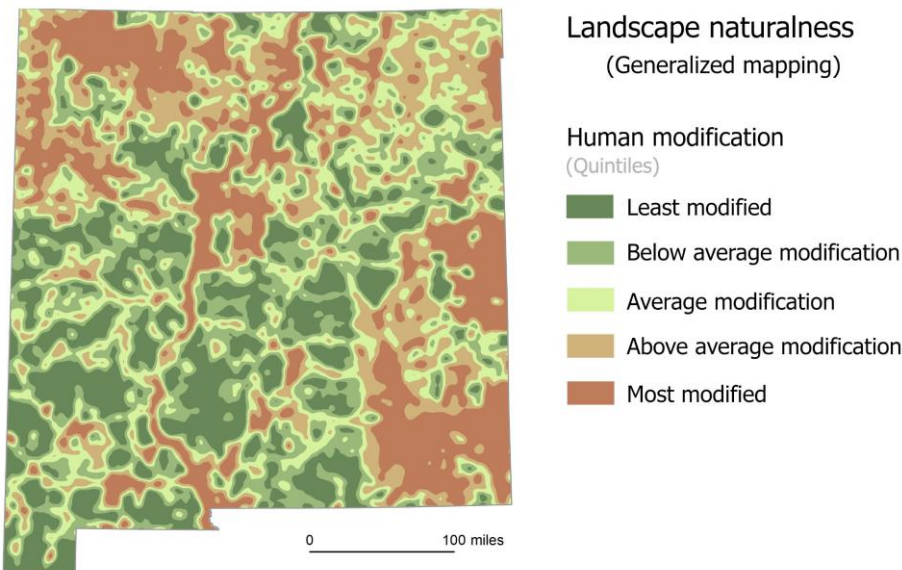 Landscape naturalness
(Generalized mapping)
Human modification
(Quintiles)
Least modified
Below average modification
Average modification
Above average modification
Most modified
0 100 miles